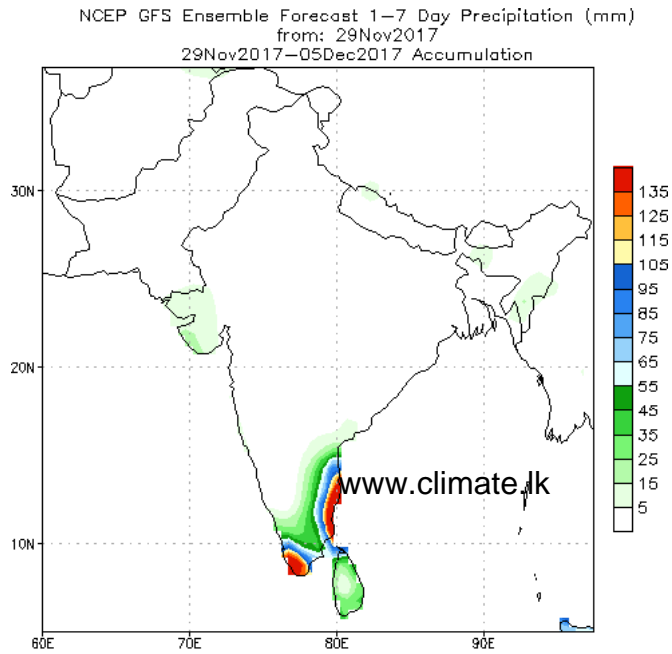 NCEP GFS Ensemble Forecast 1-7 Day Precipitation (mm)
from: 29Nov2017
29Nov2017-05Dec2017 Accumulation
30N
20N
10N
60E
70E
80E
90E
www.climate.lk
135
125
115
105
95
85
75
65
55
45
35
25
15
5